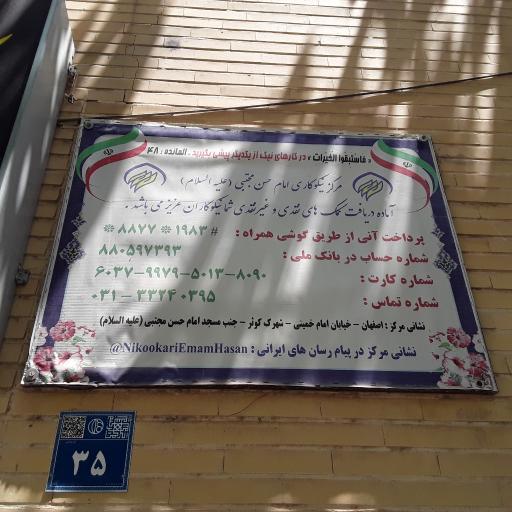 «فاستبقوا الخیرات» در کارهای نیک از یکدیگر پیشی بگیرید . المائده : ۴۸
مرکز نیکوکاری امام حسن مجتبی (علیه السلام)
آماده دریافت کمک های نقدی و غیرنقدی شما نیکوکاران عزیز می باشد .
پرداخت آنی از طریق گوشی همراه : # ۱۹۸۳ * ۸۸۷۷ *
شماره حساب در بانک ملی : ۸۸۰۵۹۷۳۹۳
شماره کارت : ۶۰۳۷-۹۹۷۹-۵۰۱۳-۸۰۹۰
شماره تماس : ۰۳۱ - ۳۳۲۴۰۳۹۵
نشانی مرکز : اصفهان - خیابان امام خمینی - شهرک کوثر - جنب مسجد امام حسن مجتبی (علیه السلام)
نشانی مرکز در پیام رسان های ایرانی : @NikookariEmamHasan
۳۵